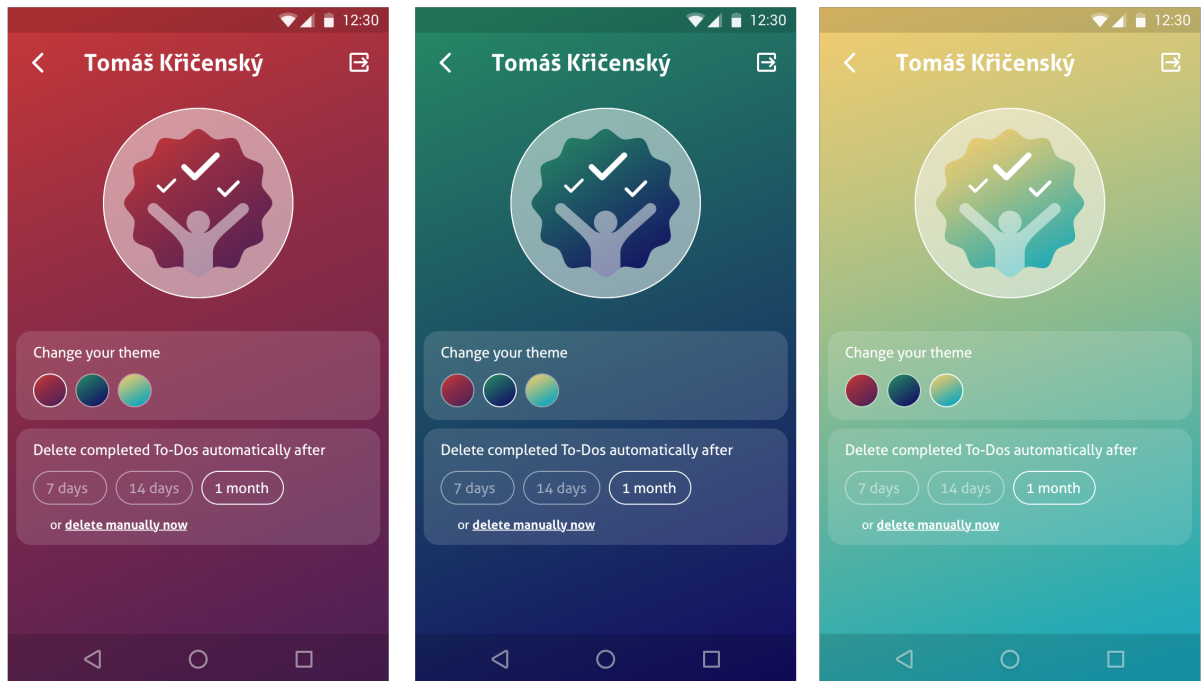 12:30
Tomáš Křičenský
Change your theme
Delete completed To-Dos automatically after
7 days 14 days 1 month
or delete manually now
12:30
Tomáš Křičenský
Change your theme
Delete completed To-Dos automatically after
7 days 14 days 1 month
or delete manually now
12:30
Tomáš Křičenský
Change your theme
Delete completed To-Dos automatically after
7 days 14 days 1 month
or delete manually now